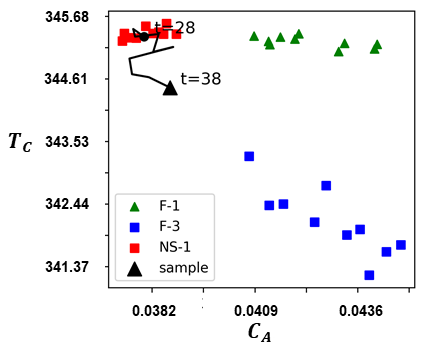 345.68
t=28
344.61
t=38
T_C
343.53
342.44
341.37
F-1
F-3
NS-1
sample
0.0382
0.0409
0.0436
C_A